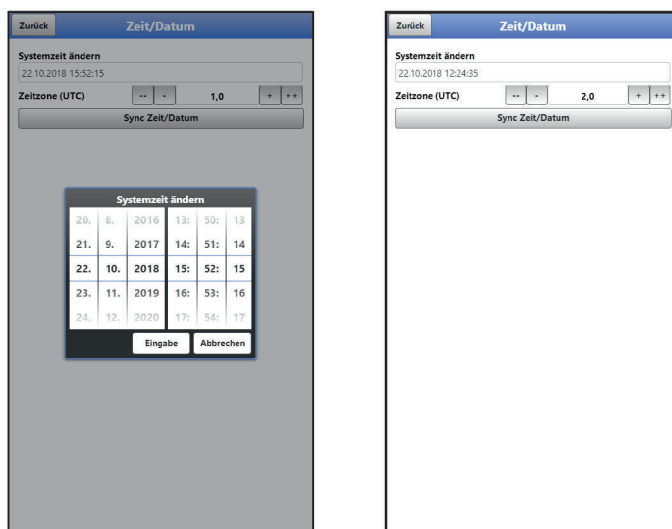 Zurück Zeit/Datum
Systemzeit ändern
22.10.2018 15:52:15
Zeitzone (UTC) -- - 1,0 + ++
Sync Zeit/Datum
Systemzeit ändern
20. 8. 2016 13: 50: 13
21. 9. 2017 14: 51: 14
22. 10. 2018 15: 52: 15
23. 11. 2019 16: 53: 16
24. 12. 2020 17: 54: 17
Eingabe Abbrechen
Zurück Zeit/Datum
Systemzeit ändern
22.10.2018 12:24:35
Zeitzone (UTC) -- - 2,0 + ++
Sync Zeit/Datum